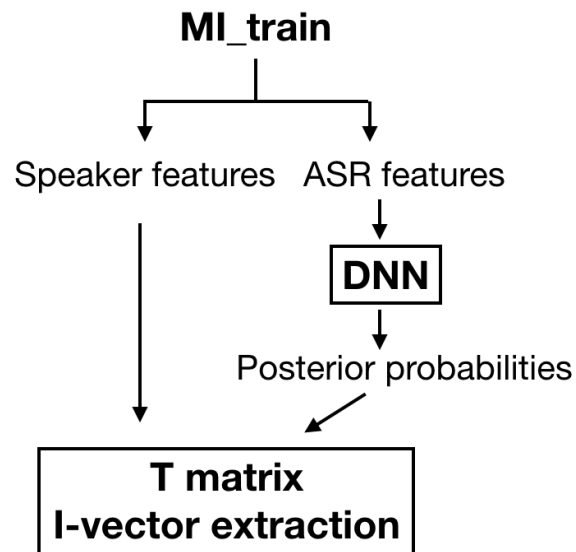 MI_train
Speaker features
ASR features
DNN
Posterior probabilities
T matrix
I-vector extraction